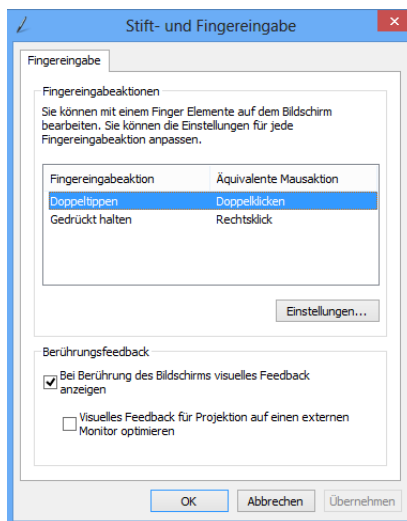 Stift- und Fingereingabe
Fingereingabe
Fingereingabeaktionen
Sie können mit einem Finger Elemente auf dem Bildschirm
bearbeiten. Sie können die Einstellungen für jede
Fingereingabeaktion anpassen.
Fingereingabeaktion Äquivalente Mausaktion
Doppeltippen Doppelklicken
Gedrückt halten Rechtsklick
Einstellungen...
Berührungsfeedback
Bei Berührung des Bildschirms visuelles Feedback
anzeigen
Visuelles Feedback für Projektion auf einen externen
Monitor optimieren
OK Abbrechen Übernehmen